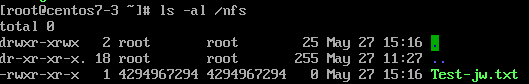 [root@centos7-3 ~]# ls -al /nfs
total 0
drwxr-xrwx   2 root       root        25 May 27 15:16 .
dr-xr-xr-x. 18 root       root       255 May 27 11:27 ..
-rwxr-xr-x   1 4294967294 4294967294   0 May 27 15:16 Test-jw.txt